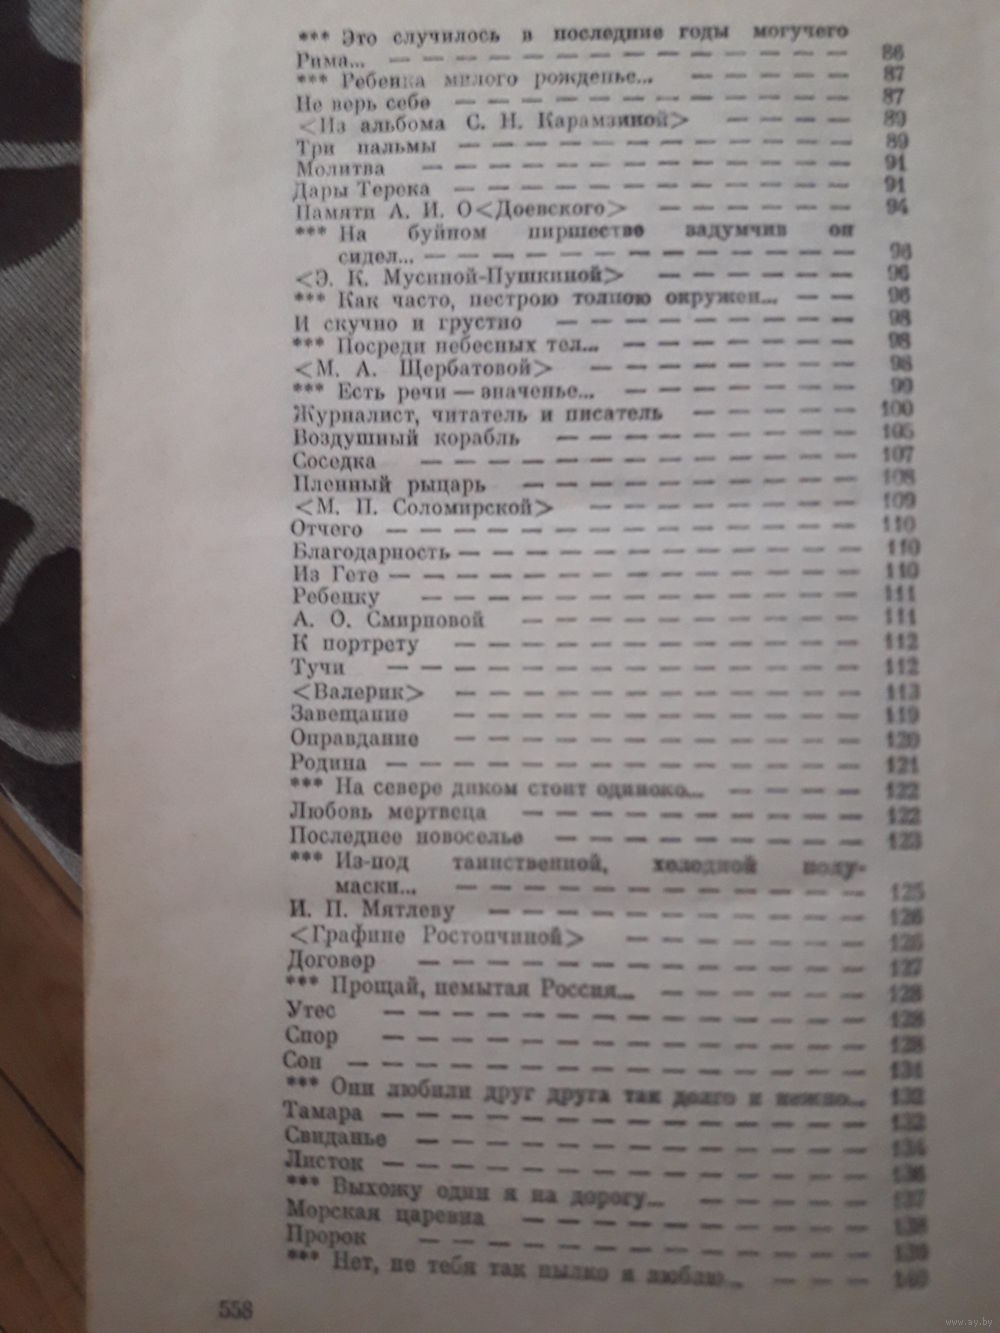 *** Это случилось в последние годы могучего
Рима... — — — — — — — — — — — — — — 86
*** Ребенка милого рожденье... — — — — — 87
Не верь себе — — — — — — — — — — — — 87
<Из альбома С. Н. Карамзиной> — — — — 89
Три пальмы — — — — — — — — — — — — 89
Молитва — — — — — — — — — — — — — 91
Дары Терека — — — — — — — — — — — — 91
Памяти А. И. О<Доевского> — — — — — — 94
*** На буйном пиршестве задумчив он
сидел... — — — — — — — — — — — — — 96
<Э. К. Мусиной-Пушкиной> — — — — — — 96
*** Как часто, пестрою толпою окружен... — — 96
И скучно и грустно — — — — — — — — — 98
*** Посреди небесных тел... — — — — — — — 98
<М. А. Щербатовой> — — — — — — — — 98
*** Есть речи — значенье... — — — — — — — 99
Журналист, читатель и писатель — — — — — 100
Воздушный корабль — — — — — — — — — 105
Соседка — — — — — — — — — — — — — 107
Пленный рыцарь — — — — — — — — — — 108
<М. П. Соломирской> — — — — — — — — 109
Отчего — — — — — — — — — — — — — — 110
Благодарность — — — — — — — — — — — — 110
Из Гете — — — — — — — — — — — — — — 110
Ребенку — — — — — — — — — — — — — 111
А. О. Смирновой — — — — — — — — — — 111
К портрету — — — — — — — — — — — — 112
Тучи — — — — — — — — — — — — — — 112
<Валерик> — — — — — — — — — — — — 113
Завещание — — — — — — — — — — — — 119
Оправдание — — — — — — — — — — — — 120
Родина — — — — — — — — — — — — — — 121
*** На севере диком стоит одиноко... — — — — 122
Любовь мертвеца — — — — — — — — — — 122
Последнее новоселье — — — — — — — — — 123
*** Из-под таинственной, холодной полу-
маски... — — — — — — — — — — — — 125
И. П. Мятлеву — — — — — — — — — — — 126
<Графине Ростопчиной> — — — — — — — 126
Договор — — — — — — — — — — — — — 127
*** Прощай, немытая Россия... — — — — — — 128
Утес — — — — — — — — — — — — — — 128
Спор — — — — — — — — — — — — — — 128
Сон — — — — — — — — — — — — — — — 131
*** Они любили друг друга так долго и нежно... 132
Тамара — — — — — — — — — — — — — — 132
Свиданье — — — — — — — — — — — — — 134
Листок — — — — — — — — — — — — — — 136
*** Выхожу один я на дорогу... — — — — — 137
Морская царевна — — — — — — — — — — 138
Пророк — — — — — — — — — — — — — 139
*** Нет, не тебя так пылко я люблю... — — — 140
558
www.ay.by